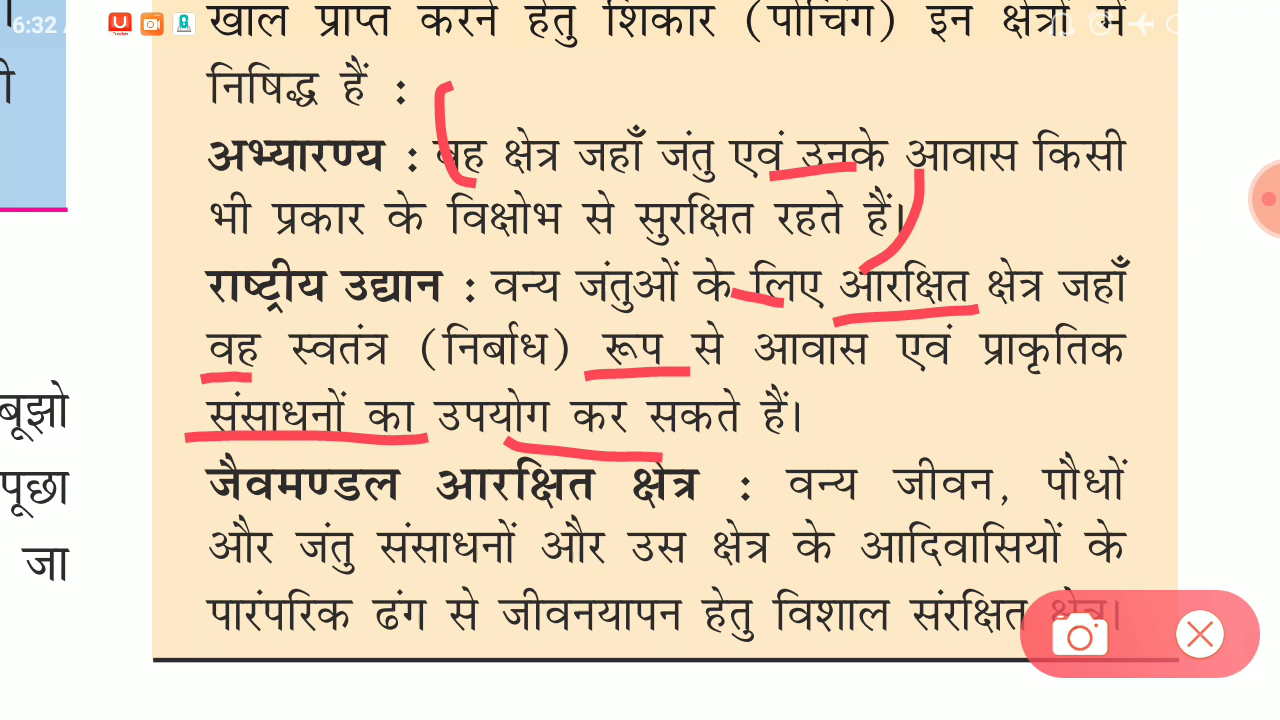 6:32
खाल प्राप्त करने हेतु शिकार (पोचिंग) इन क्षेत्रों में
निषिद्ध हैं :
अभ्यारण्य : वह क्षेत्र जहाँ जंतु एवं उनके आवास किसी
भी प्रकार के विक्षोभ से सुरक्षित रहते हैं।
राष्ट्रीय उद्यान : वन्य जंतुओं के लिए आरक्षित क्षेत्र जहाँ
वह स्वतंत्र (निर्बाध) रूप से आवास एवं प्राकृतिक
संसाधनों का उपयोग कर सकते हैं।
जैवमण्डल आरक्षित क्षेत्र : वन्य जीवन, पौधों
और जंतु संसाधनों और उस क्षेत्र के आदिवासियों के
पारंपरिक ढंग से जीवनयापन हेतु विशाल संरक्षित क्षेत्र।
बूझो
पूछा
जा